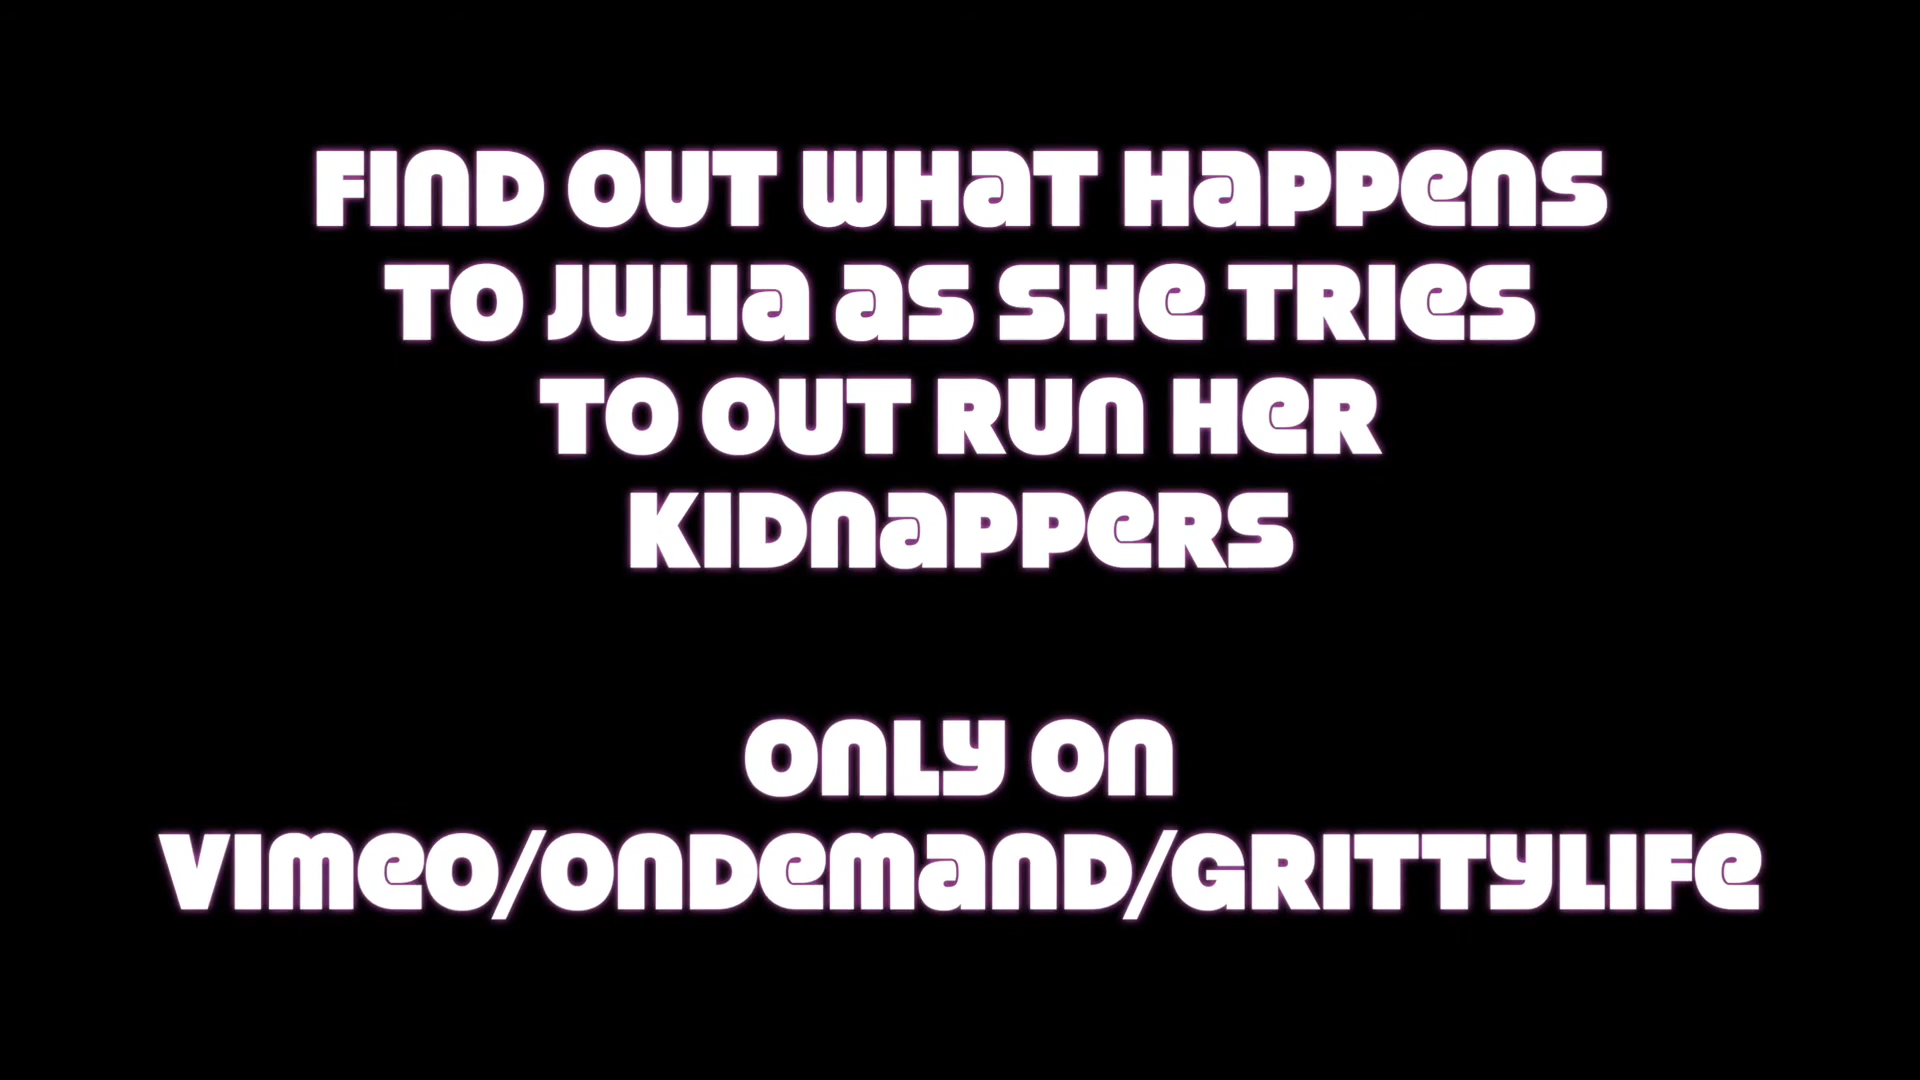 FIND OUT WHAT HAPPENS
TO JULIA AS SHE TRIES
TO OUT RUN HER
KIDNAPPERS
ONLY ON
VIMEO/ONDEMAND/GRITTYLIFE